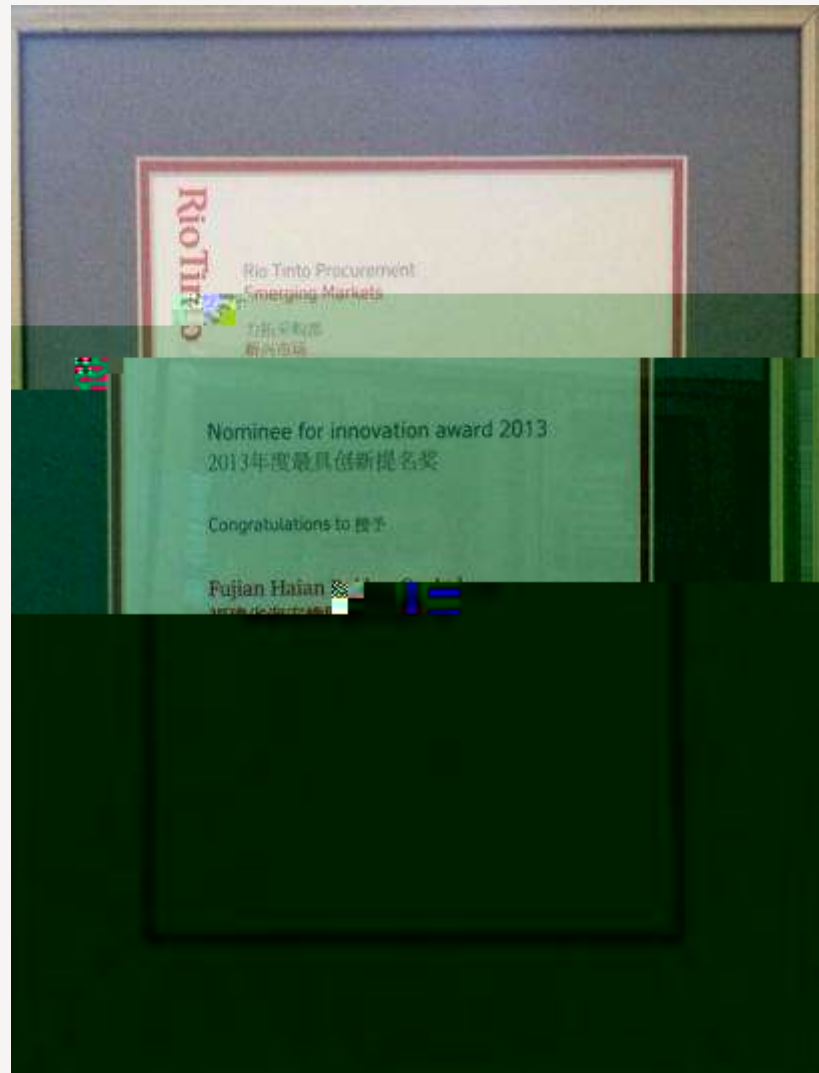 RioTinto
Rio Tinto Procurement
Emerging Markets
力拓采购部
新兴市场
Nominee for innovation award 2013
2013年度最具创新提名奖
Congratulations to 授予
Fujian Haian